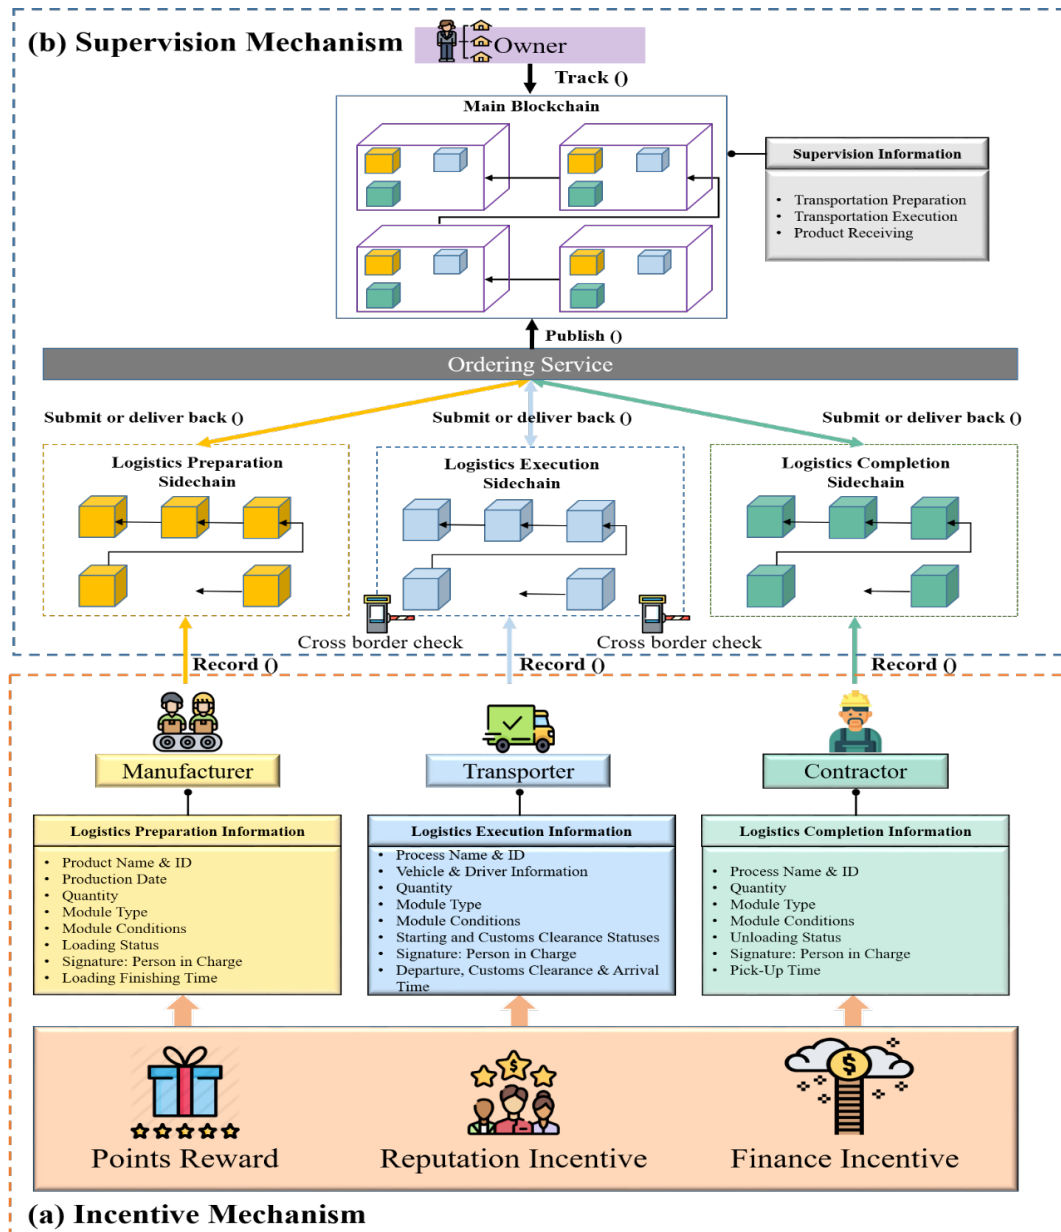 (b) Supervision Mechanism
Owner
Track ()
Main Blockchain
Supervision Information
• Transportation Preparation
• Transportation Execution
• Product Receiving
Publish ()
Ordering Service
Submit or deliver back ()
Submit or deliver back ()
Submit or deliver back ()
Logistics Preparation
Sidechain
Logistics Execution
Sidechain
Logistics Completion
Sidechain
Cross border check
Cross border check
Record ()
Record ()
Record ()
Manufacturer
Transporter
Contractor
Logistics Preparation Information
• Product Name & ID
• Production Date
• Quantity
• Module Type
• Module Conditions
• Loading Status
• Signature: Person in Charge
• Loading Finishing Time
Logistics Execution Information
• Process Name & ID
• Vehicle & Driver Information
• Quantity
• Module Type
• Module Conditions
• Starting and Customs Clearance Statuses
• Signature: Person in Charge
• Departure, Customs Clearance & Arrival
Time
Logistics Completion Information
• Process Name & ID
• Quantity
• Module Type
• Module Conditions
• Unloading Status
• Signature: Person in Charge
• Pick-Up Time
$
$
Points Reward
Reputation Incentive
Finance Incentive
(a) Incentive Mechanism